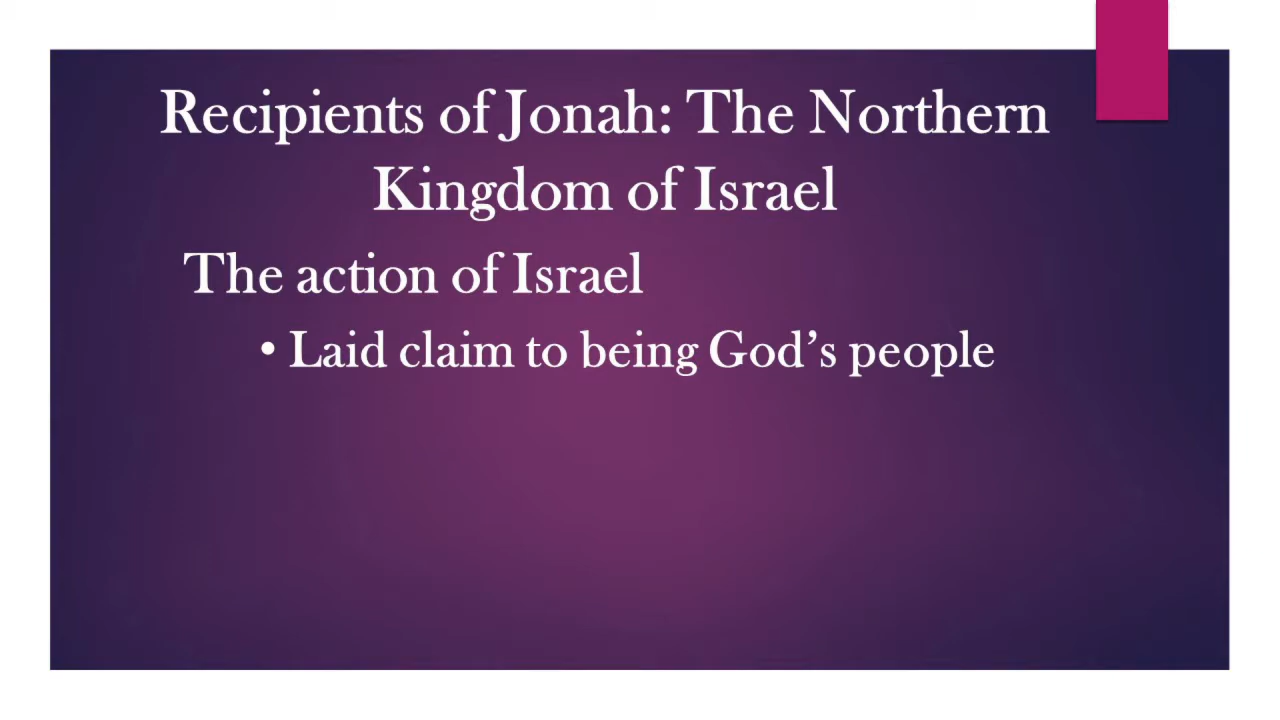 Recipients of Jonah: The Northern
Kingdom of Israel
The action of Israel
• Laid claim to being God’s people